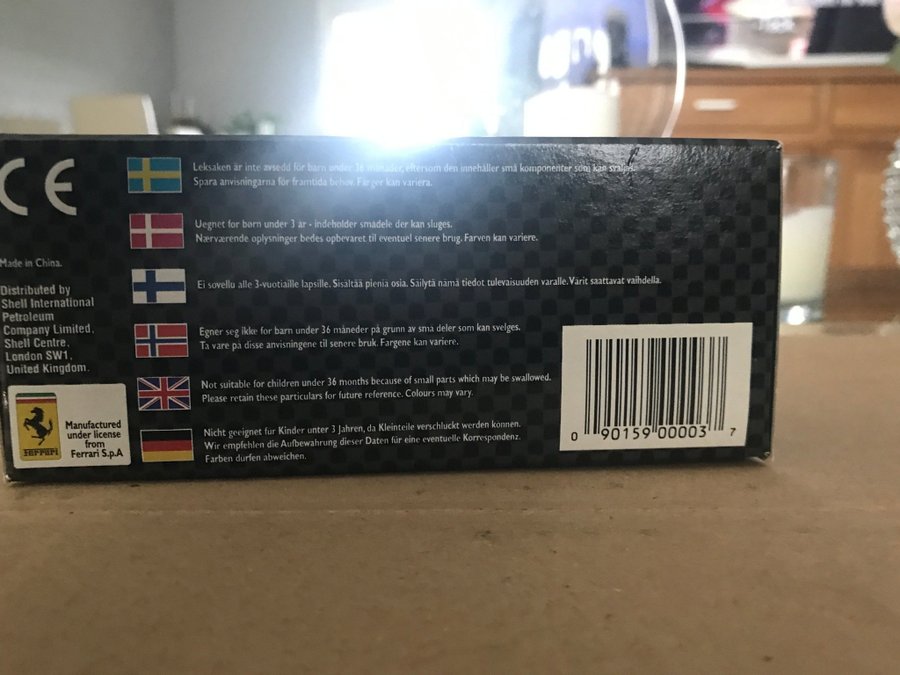 CE
Made in China.
Distributed by
Shell International
Petroleum
Company Limited,
Shell Centre,
London SW1,
United Kingdom.
Ferrari
Manufactured
under license
from
Ferrari S.p.A
Leksaken är inte avsedd för barn under 36 månader, eftersom den innehåller små komponenter som kan sväljas.
Spara anvisningarna för framtida behov. Färger kan variera.
Uegnet for børn under 3 ar - indeholder smadele der kan sluges.
Nærværende oplysninger bedes opbevaret til eventuel senere brug. Farven kan variere.
Ei sovellu alle 3-vuotiaille lapsille. Sisältää pieniä osia. Säilytä nämä tiedot tulevaisuuden varalle. Värit saattavat vaihdella.
Egner seg ikke for barn under 36 måneder på grunn av små deler som kan svelges.
Ta vare på disse anvisningene til senere bruk. Fargene kan variere.
Not suitable for children under 36 months because of small parts which may be swallowed.
Please retain these particulars for future reference. Colours may vary.
Nicht geeignet für Kinder unter 3 Jahren, da Kleinteile verschluckt werden konnen.
Wir empfehlen die Aufbewahrung dieser Daten für eine eventuelle Korrespondenz.
Farben durfen abweichen.
0 90159 00003 7